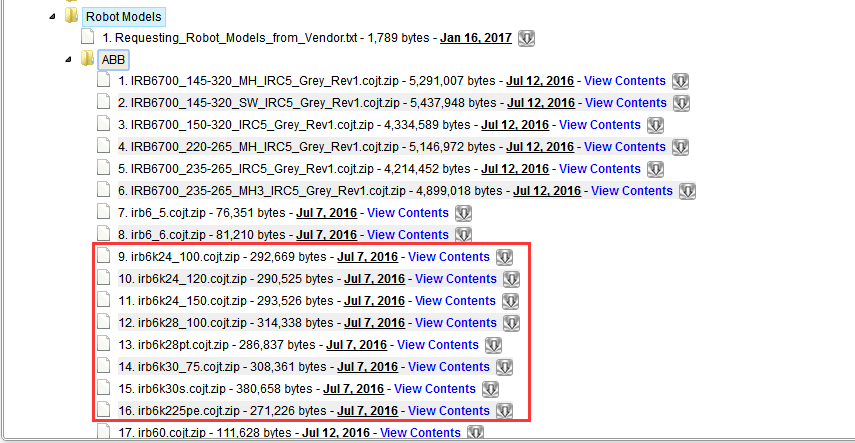 Robot Models
1. Requesting_Robot_Models_from_Vendor.txt - 1,789 bytes - Jan 16, 2017
ABB
1. IRB6700_145-320_MH_IRC5_Grey_Rev1.cojt.zip - 5,291,007 bytes - Jul 12, 2016 - View Contents
2. IRB6700_145-320_SW_IRC5_Grey_Rev1.cojt.zip - 5,437,948 bytes - Jul 12, 2016 - View Contents
3. IRB6700_150-320_IRC5_Grey_Rev1.cojt.zip - 4,334,589 bytes - Jul 12, 2016 - View Contents
4. IRB6700_220-265_MH_IRC5_Grey_Rev1.cojt.zip - 5,146,972 bytes - Jul 12, 2016 - View Contents
5. IRB6700_235-265_IRC5_Grey_Rev1.cojt.zip - 4,214,452 bytes - Jul 12, 2016 - View Contents
6. IRB6700_235-265_MH3_IRC5_Grey_Rev1.cojt.zip - 4,899,018 bytes - Jul 12, 2016 - View Contents
7. irb6_5.cojt.zip - 76,351 bytes - Jul 7, 2016 - View Contents
8. irb6_6.cojt.zip - 81,210 bytes - Jul 7, 2016 - View Contents
9. irb6k24_100.cojt.zip - 292,669 bytes - Jul 7, 2016 - View Contents
10. irb6k24_120.cojt.zip - 290,525 bytes - Jul 7, 2016 - View Contents
11. irb6k24_150.cojt.zip - 293,526 bytes - Jul 7, 2016 - View Contents
12. irb6k28_100.cojt.zip - 314,338 bytes - Jul 7, 2016 - View Contents
13. irb6k28pt.cojt.zip - 286,837 bytes - Jul 7, 2016 - View Contents
14. irb6k30_75.cojt.zip - 308,361 bytes - Jul 7, 2016 - View Contents
15. irb6k30s.cojt.zip - 380,658 bytes - Jul 7, 2016 - View Contents
16. irb6k225pe.cojt.zip - 271,226 bytes - Jul 7, 2016 - View Contents
17. irb60.cojt.zip - 111,628 bytes - Jul 12, 2016 - View Contents